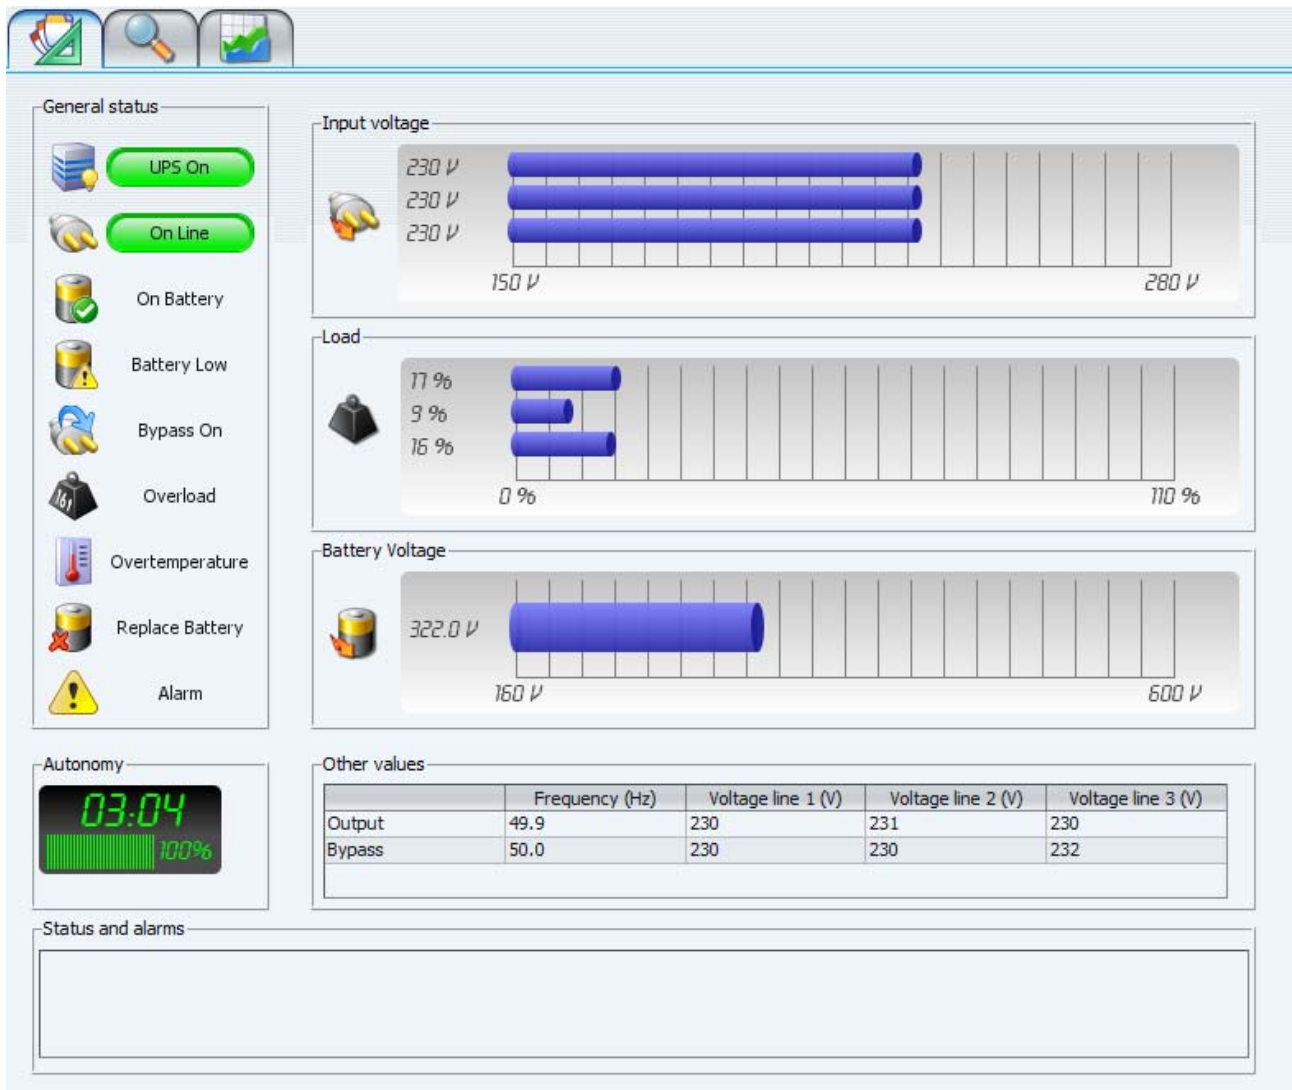 General status
UPS On
On Line
On Battery
Battery Low
Bypass On
16t
Overload
Overtemperature
Replace Battery
Alarm
Input voltage
230 V
230 V
230 V
150 V 280 V
Load
17 %
9 %
16 %
0 % 110 %
Battery Voltage
322.0 V
160 V 600 V
Autonomy
03:04
100%
Other values
Frequency (Hz) Voltage line 1 (V) Voltage line 2 (V) Voltage line 3 (V)
Output 49.9 230 231 230
Bypass 50.0 230 230 232
Status and alarms